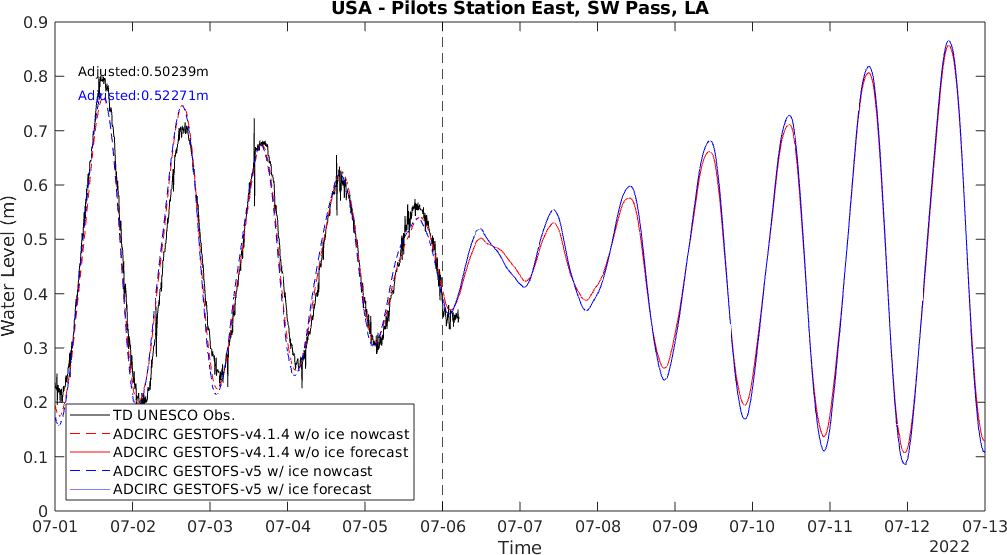 USA - Pilots Station East, SW Pass, LA
0.9
0.8
0.7
0.6
0.5
0.4
0.3
0.2
0.1
0
Water Level (m)
Adjusted:0.50239m
Adjusted:0.52271m
TD UNESCO Obs.
ADCIRC GESTOFS-v4.1.4 w/o ice nowcast
ADCIRC GESTOFS-v4.1.4 w/o ice forecast
ADCIRC GESTOFS-v5 w/ ice nowcast
ADCIRC GESTOFS-v5 w/ ice forecast
07-01 07-02 07-03 07-04 07-05 07-06 07-07 07-08 07-09 07-10 07-11 07-12 07-13
Time
2022